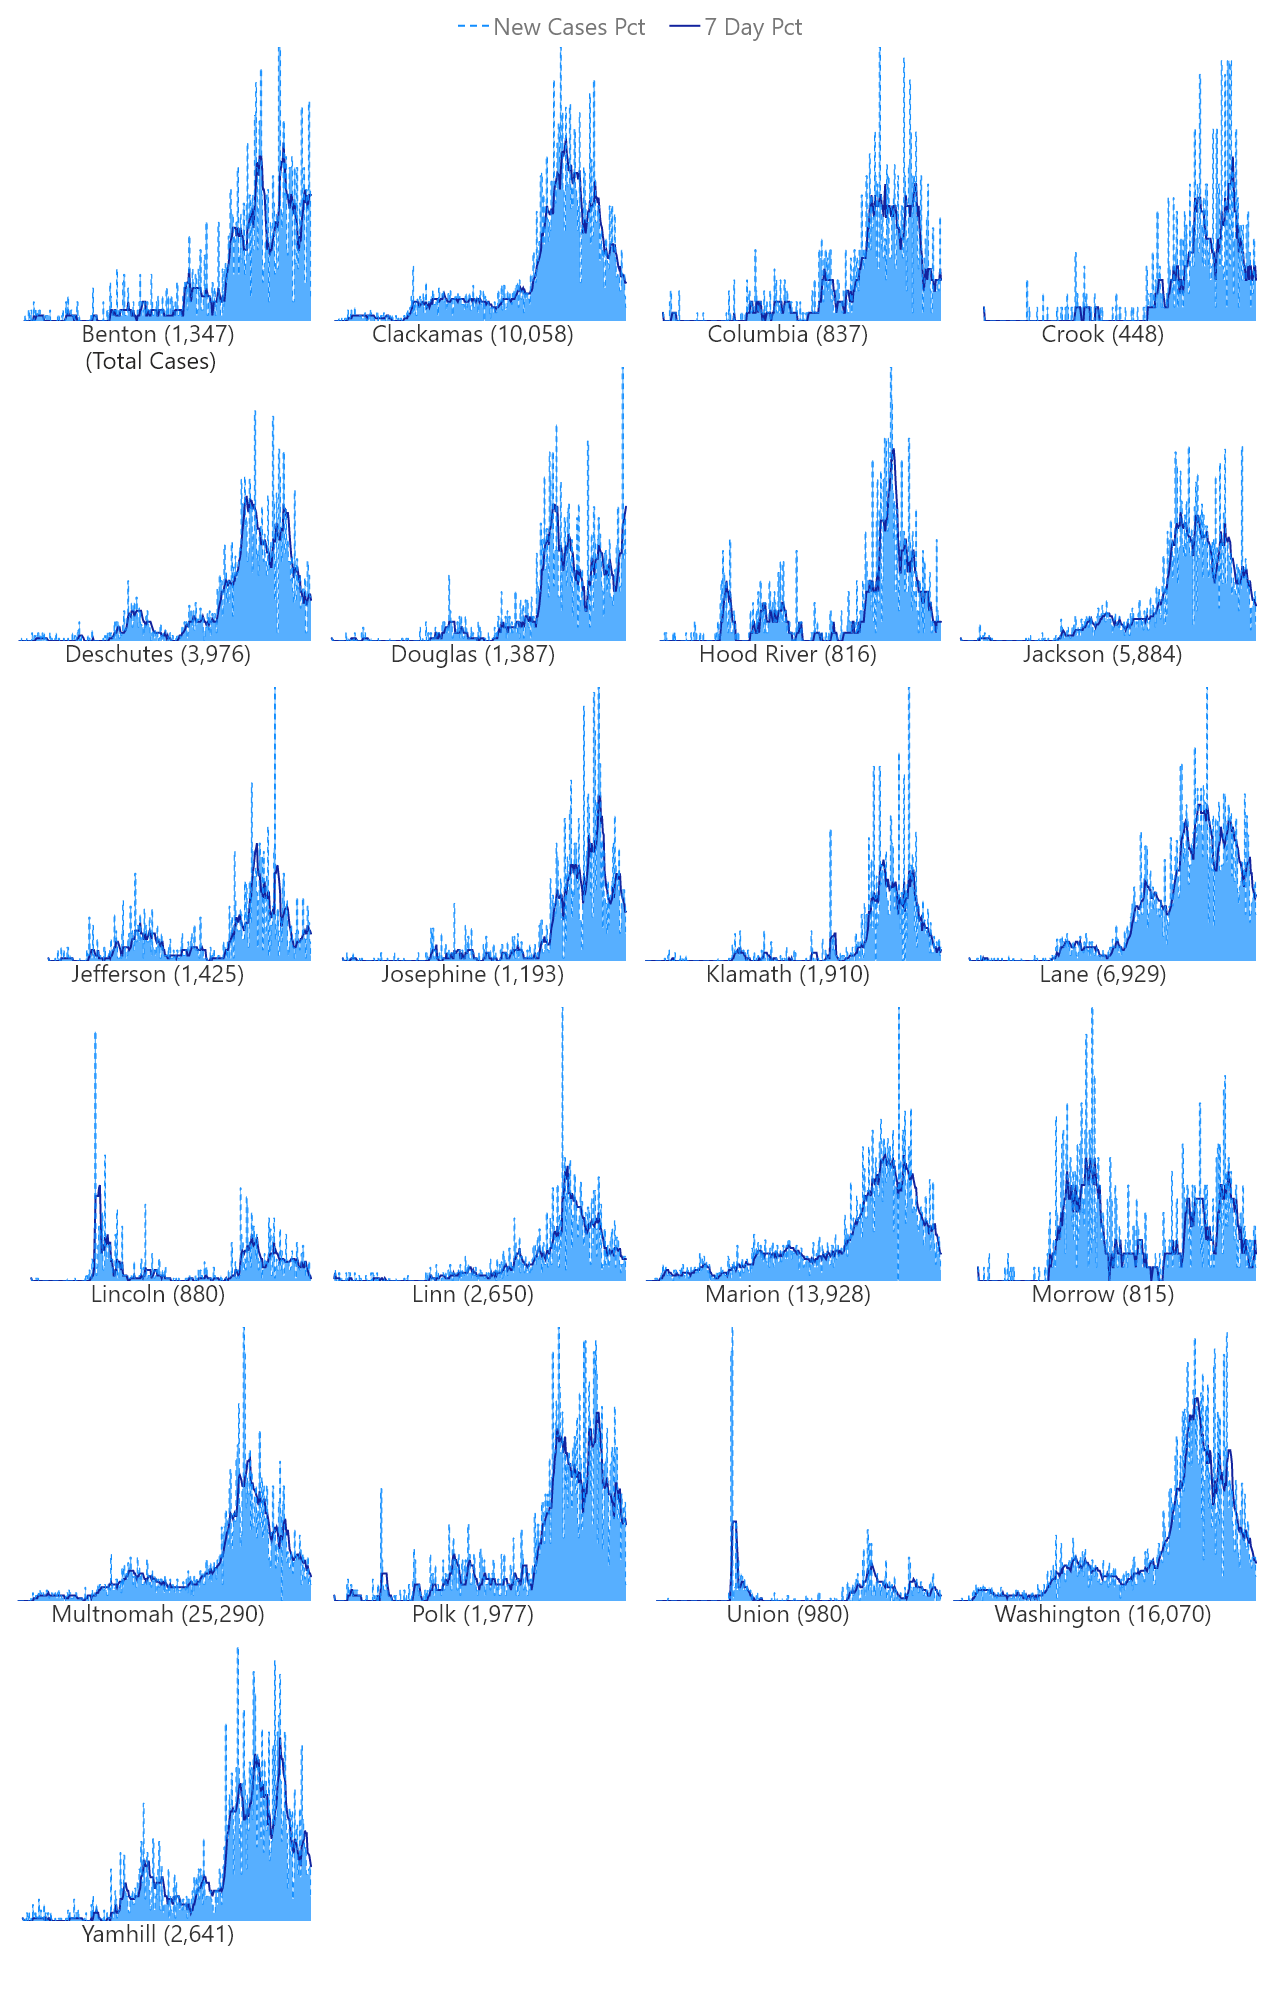 New Cases Pct 7 Day Pct
Benton (1,347) Clackamas (10,058) Columbia (837) Crook (448)
(Total Cases)
Deschutes (3,976) Douglas (1,387) Hood River (816) Jackson (5,884)
Jefferson (1,425) Josephine (1,193) Klamath (1,910) Lane (6,929)
Lincoln (880) Linn (2,650) Marion (13,928) Morrow (815)
Multnomah (25,290) Polk (1,977) Union (980) Washington (16,070)
Yamhill (2,641)